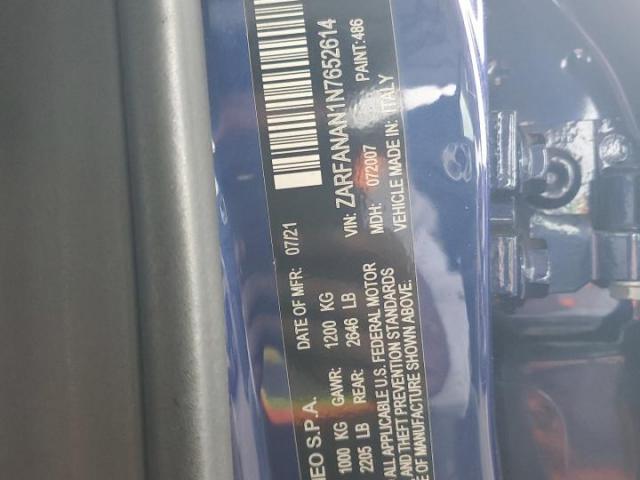 MEO S.P.A. DATE OF MFR: 07/21
1000 KG GAWR: 1200 KG
2205 LB REAR: 2646 LB
ALL APPLICABLE U.S. FEDERAL MOTOR
AND THEFT PREVENTION STANDARDS
E OF MANUFACTURE SHOWN ABOVE.
VIN: ZARFANAN1N7652614
MDH: 072007 PAINT: 486
VEHICLE MADE IN: ITALY